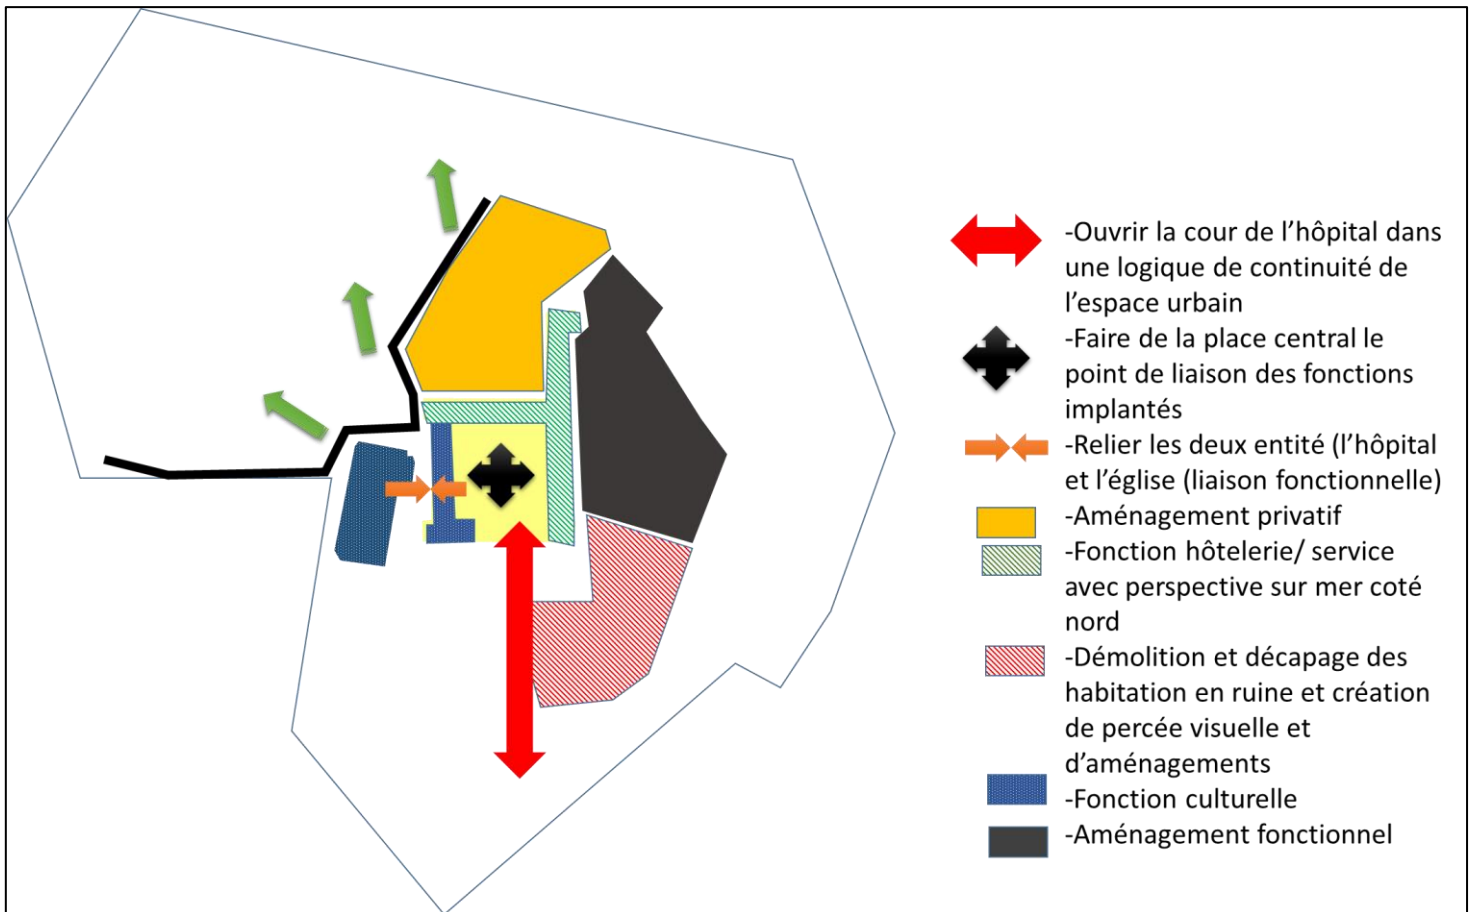 -Ouvrir la cour de l’hôpital dans
une logique de continuité de
l’espace urbain
-Faire de la place central le
point de liaison des fonctions
implantés
-Relier les deux entité (l’hôpital
et l’église (liaison fonctionnelle)
-Aménagement privatif
-Fonction hôtelerie/ service
avec perspective sur mer coté
nord
-Démolition et décapage des
habitation en ruine et création
de percée visuelle et
d’aménagements
-Fonction culturelle
-Aménagement fonctionnel